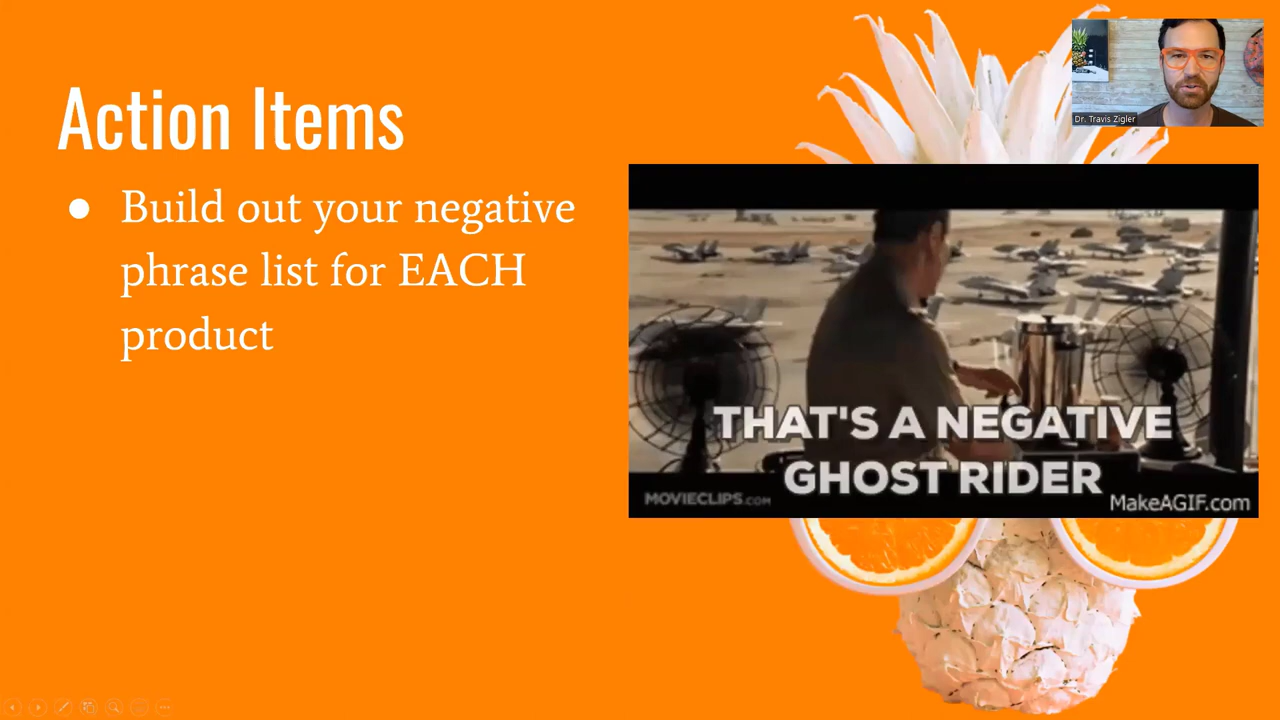 Action Items
● Build out your negative
phrase list for EACH
product
Dr. Travis Zigler
THAT'S A NEGATIVE
GHOST RIDER
MOVIECLIPS.COM
MakeAGIF.com